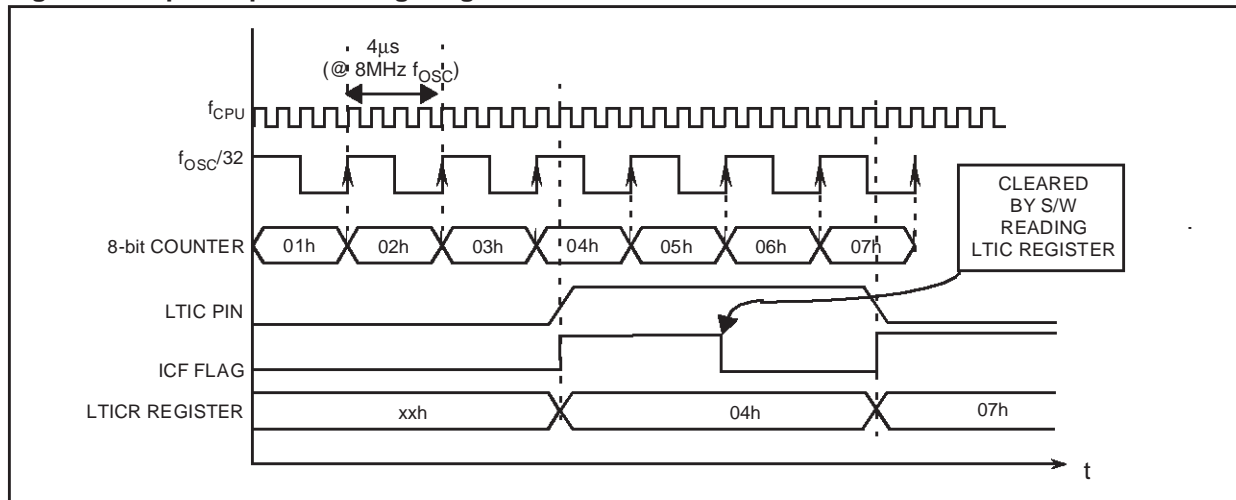 4μs
(@ 8MHz fOSC)
fCPU
fOSC/32
CLEARED
BY S/W
READING
LTIC REGISTER
8-bit COUNTER
01h
02h
03h
04h
05h
06h
07h
LTIC PIN
ICF FLAG
LTICR REGISTER
xxh
04h
07h
t